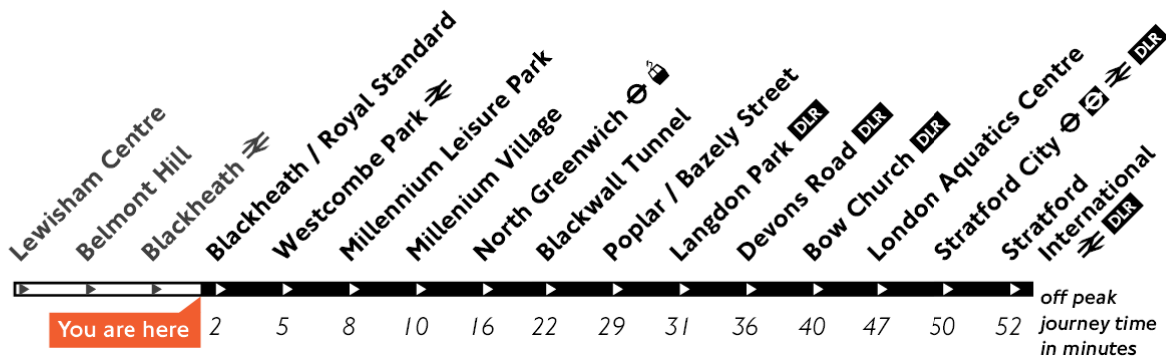 Lewisham Centre
Belmont Hill
Blackheath
Blackheath / Royal Standard
Westcombe Park
Millennium Leisure Park
Millenium Village
North Greenwich
Blackwall Tunnel
Poplar / Bazely Street
Langdon Park DLR
Devons Road DLR
Bow Church DLR
London Aquatics Centre
Stratford City DLR
Stratford
International
DLR
You are here
2 5 8 10 16 22 29 31 36 40 47 50 52
off peak
journey time
in minutes